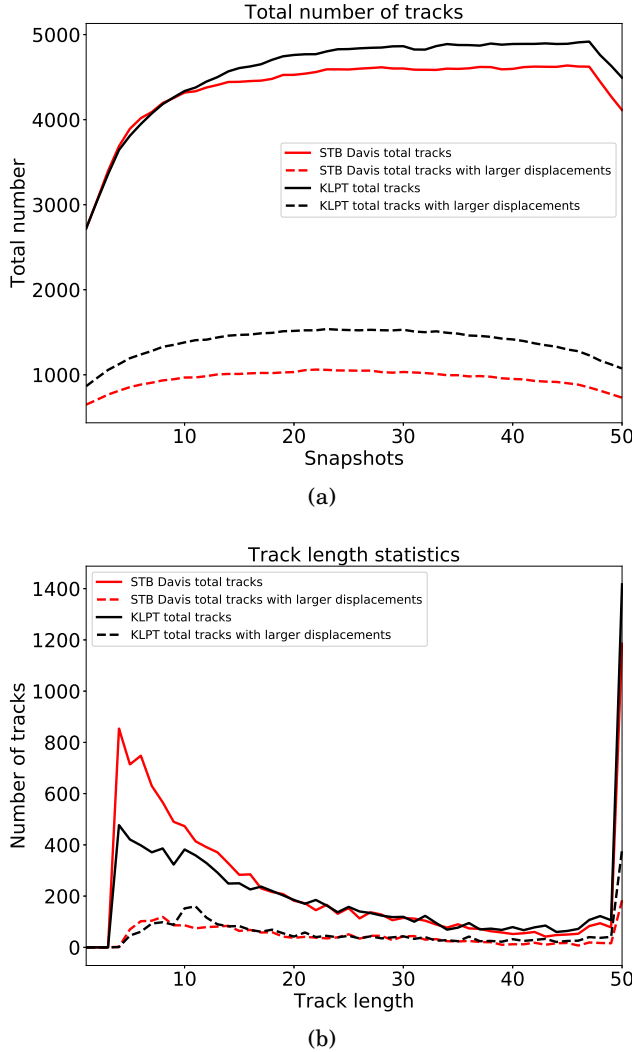 Total number of tracks
5000
4000
3000
2000
1000
Total number
STB Davis total tracks
STB Davis total tracks with larger displacements
KLPT total tracks
KLPT total tracks with larger displacements
10 20 30 40 50
Snapshots
(a)
Track length statistics
1400
1200
1000
800
600
400
200
0
Number of tracks
STB Davis total tracks
STB Davis total tracks with larger displacements
KLPT total tracks
KLPT total tracks with larger displacements
10 20 30 40 50
Track length
(b)